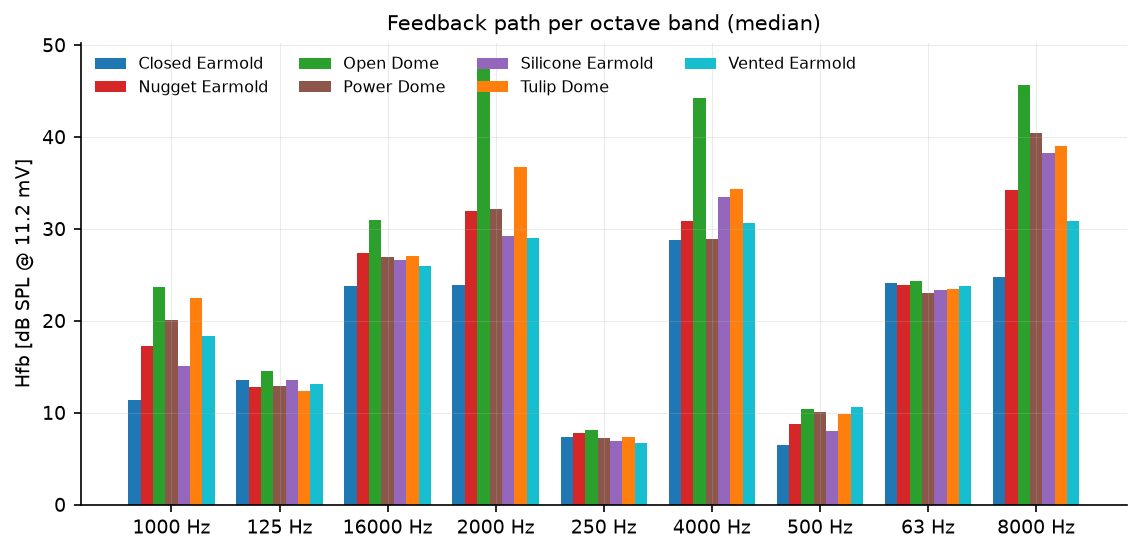 Feedback path per octave band (median)
Closed Earmold Open Dome Silicone Earmold Vented Earmold
Nugget Earmold Power Dome Tulip Dome
Hfb [dB SPL @ 11.2 mV]
50
40
30
20
10
0
1000 Hz 125 Hz 16000 Hz 2000 Hz 250 Hz 4000 Hz 500 Hz 63 Hz 8000 Hz